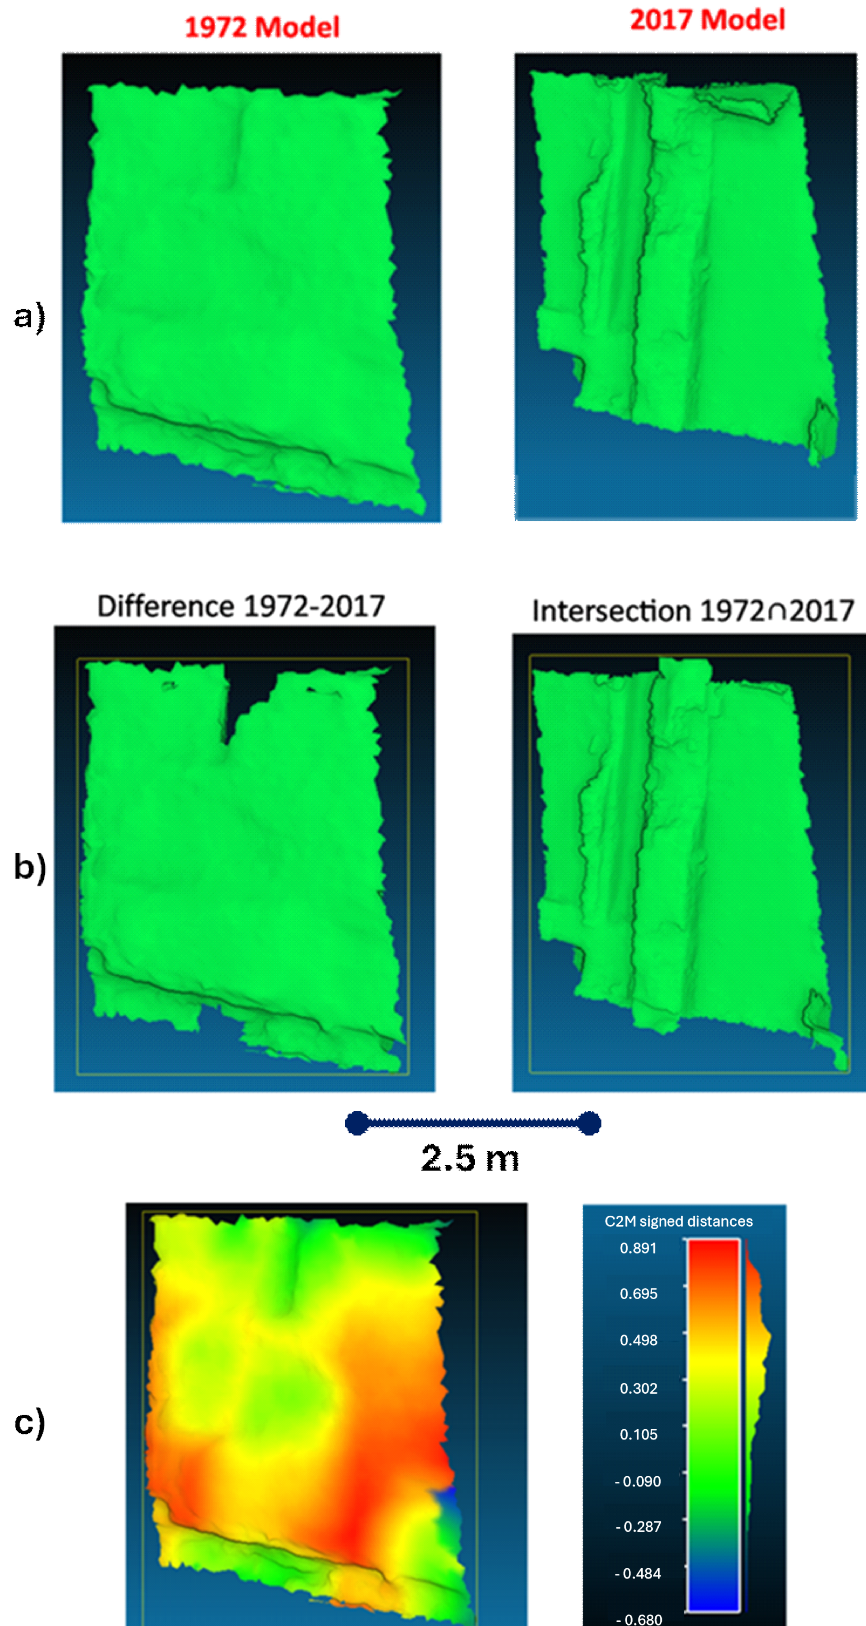 1972 Model
2017 Model
a)
Difference 1972-2017
Intersection 1972∩2017
b)
2.5 m
c)
C2M signed distances
0.891
0.695
0.498
0.302
0.105
- 0.090
- 0.287
- 0.484
- 0.680